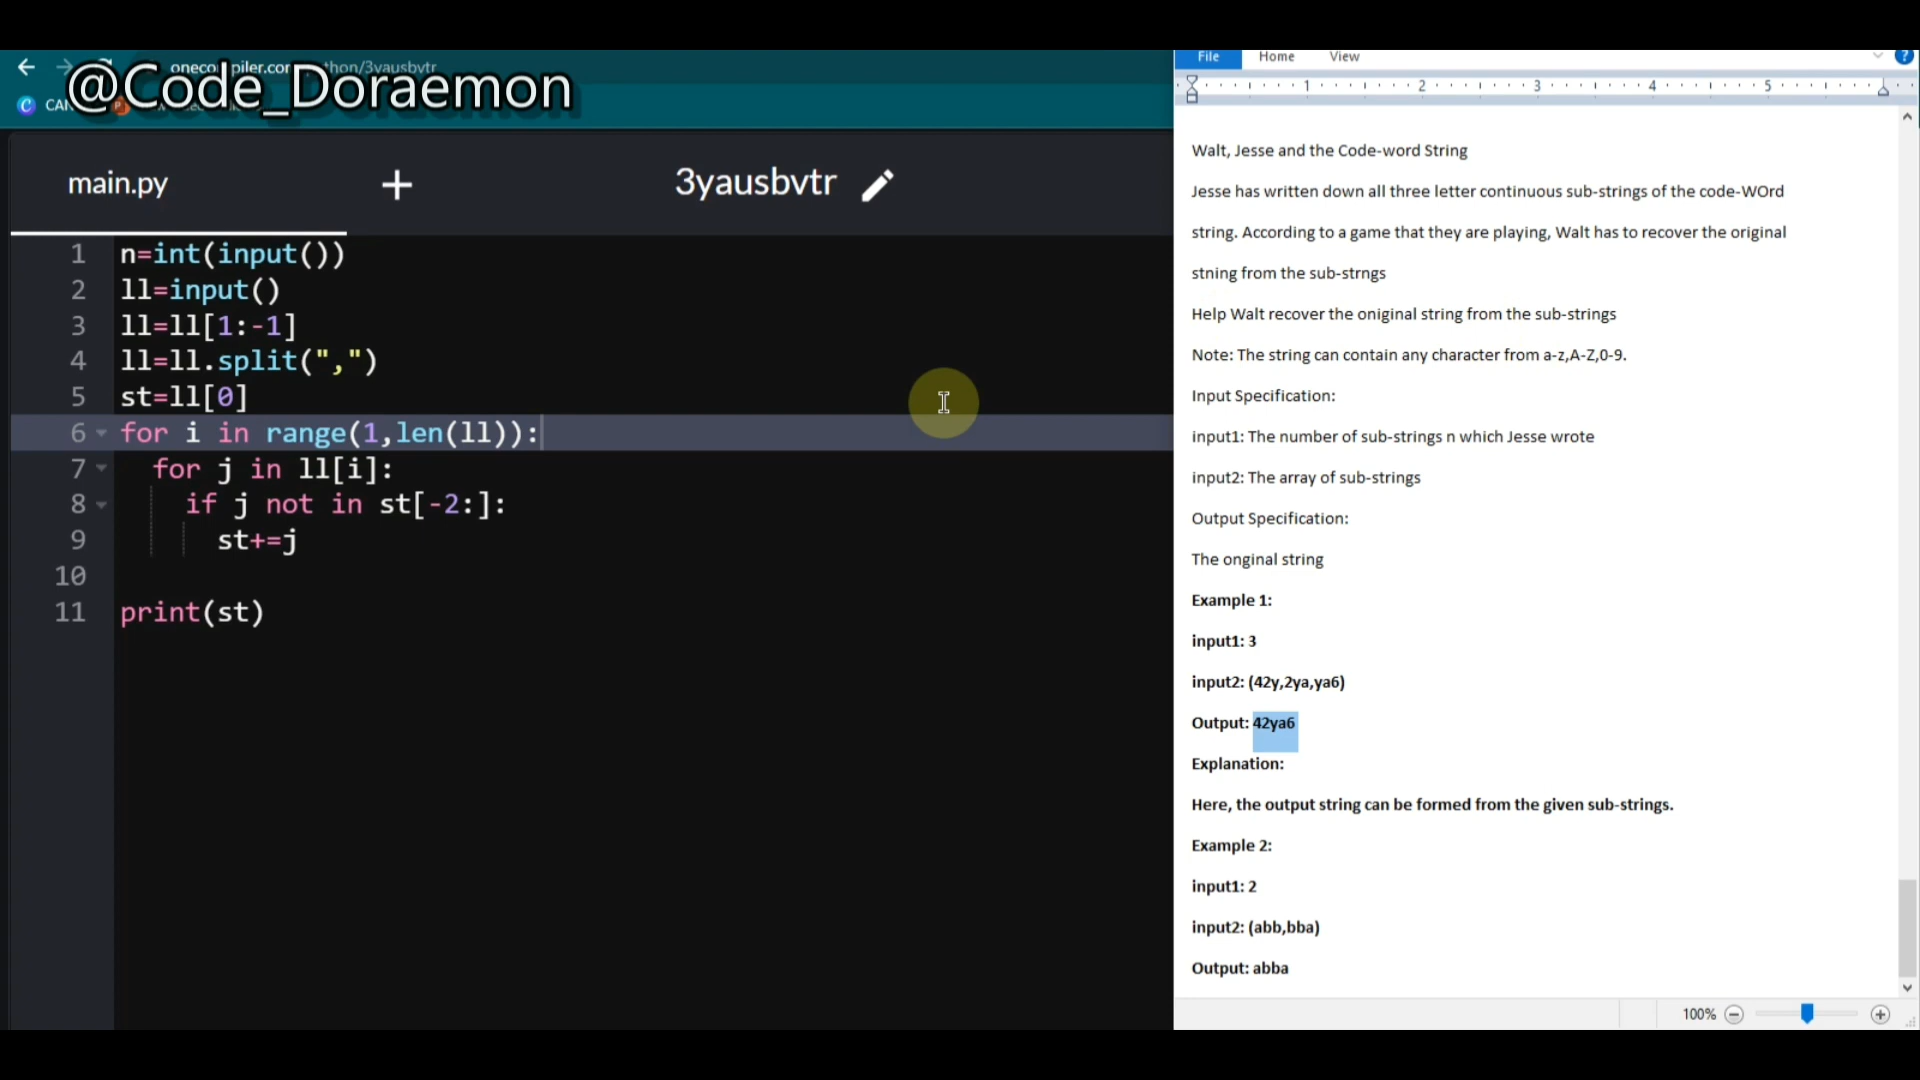 @Code_Doraemon
main.py
+
3yausbvtr
1 n=int(input())
2 ll=input()
3 ll=ll[1:-1]
4 ll=ll.split(",")
5 st=ll[0]
6 for i in range(1,len(ll)):
7 for j in ll[i]:
8 if j not in st[-2:]:
9 st+=j
10
11 print(st)
File Home View
1 2 3 4 5
Walt, Jesse and the Code-word String
Jesse has written down all three letter continuous sub-strings of the code-WOrd
string. According to a game that they are playing, Walt has to recover the original
stning from the sub-strngs
Help Walt recover the oniginal string from the sub-strings
Note: The string can contain any character from a-z,A-Z,0-9.
Input Specification:
input1: The number of sub-strings n which Jesse wrote
input2: The array of sub-strings
Output Specification:
The onginal string
Example 1:
input1: 3
input2: (42y,2ya,ya6)
Output: 42ya6
Explanation:
Here, the output string can be formed from the given sub-strings.
Example 2:
input1: 2
input2: (abb,bba)
Output: abba
100%